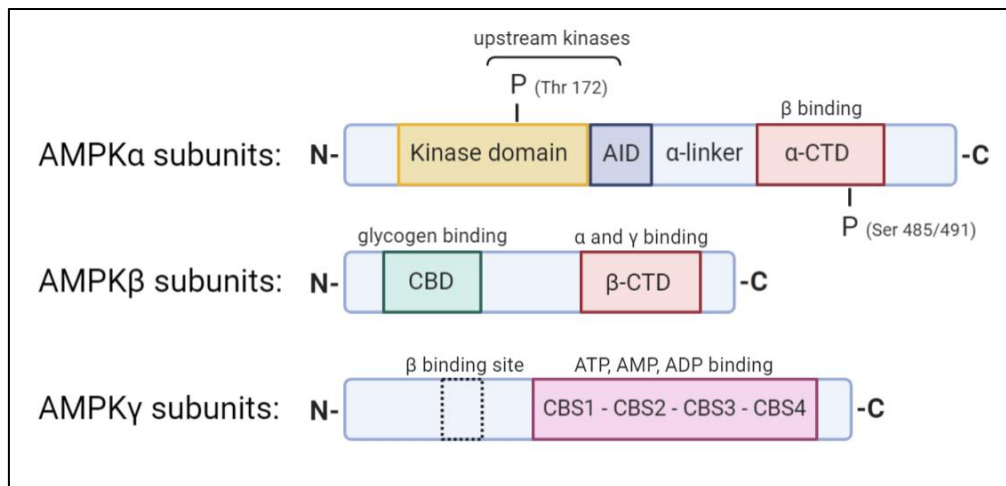 upstream kinases
P (Thr 172)
β binding
AMPKα subunits: N- Kinase domain AID α-linker α-CTD -C
P (Ser 485/491)
glycogen binding α and γ binding
AMPKβ subunits: N- CBD β-CTD -C
β binding site ATP, AMP, ADP binding
AMPKγ subunits: N- CBS1 - CBS2 - CBS3 - CBS4 -C